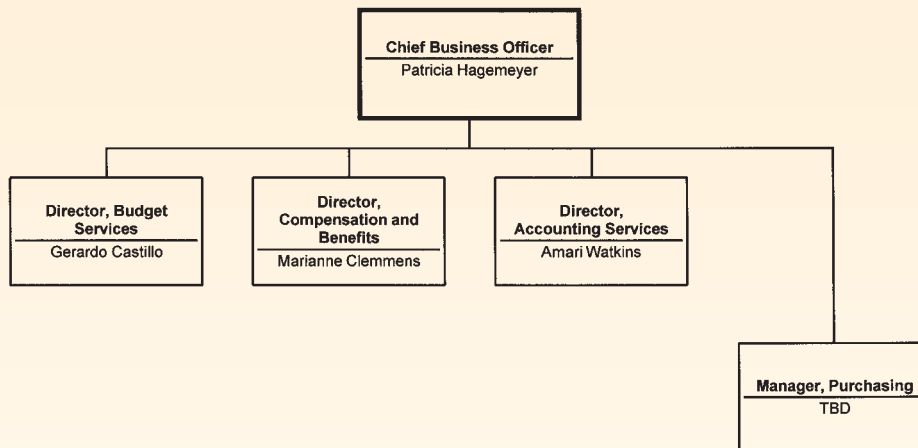 Chief Business Officer
Patricia Hagemeyer
Director, Budget
Services
Gerardo Castillo
Director,
Compensation and
Benefits
Marianne Clemmens
Director,
Accounting Services
Amari Watkins
Manager, Purchasing
TBD